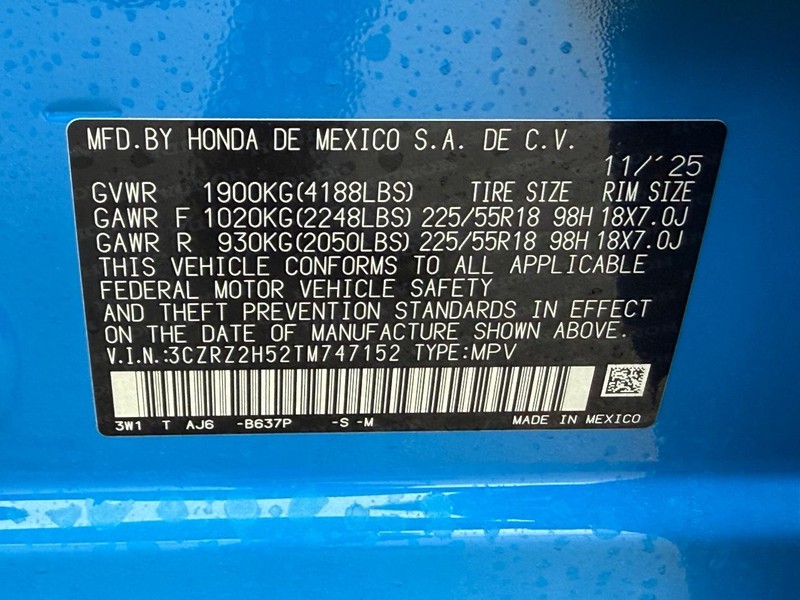 MFD.BY HONDA DE MEXICO S.A. DE C.V.
11/'25
GVWR 1900KG(4188LBS) TIRE SIZE RIM SIZE
GAWR F 1020KG(2248LBS) 225/55R18 98H 18X7.0J
GAWR R 930KG(2050LBS) 225/55R18 98H 18X7.0J
THIS VEHICLE CONFORMS TO ALL APPLICABLE
FEDERAL MOTOR VEHICLE SAFETY
AND THEFT PREVENTION STANDARDS IN EFFECT
ON THE DATE OF MANUFACTURE SHOWN ABOVE.
V.I.N.:3CZRZ2H52TM747152 TYPE:MPV
3W1 T AJ6 -B637P -S -M MADE IN MEXICO